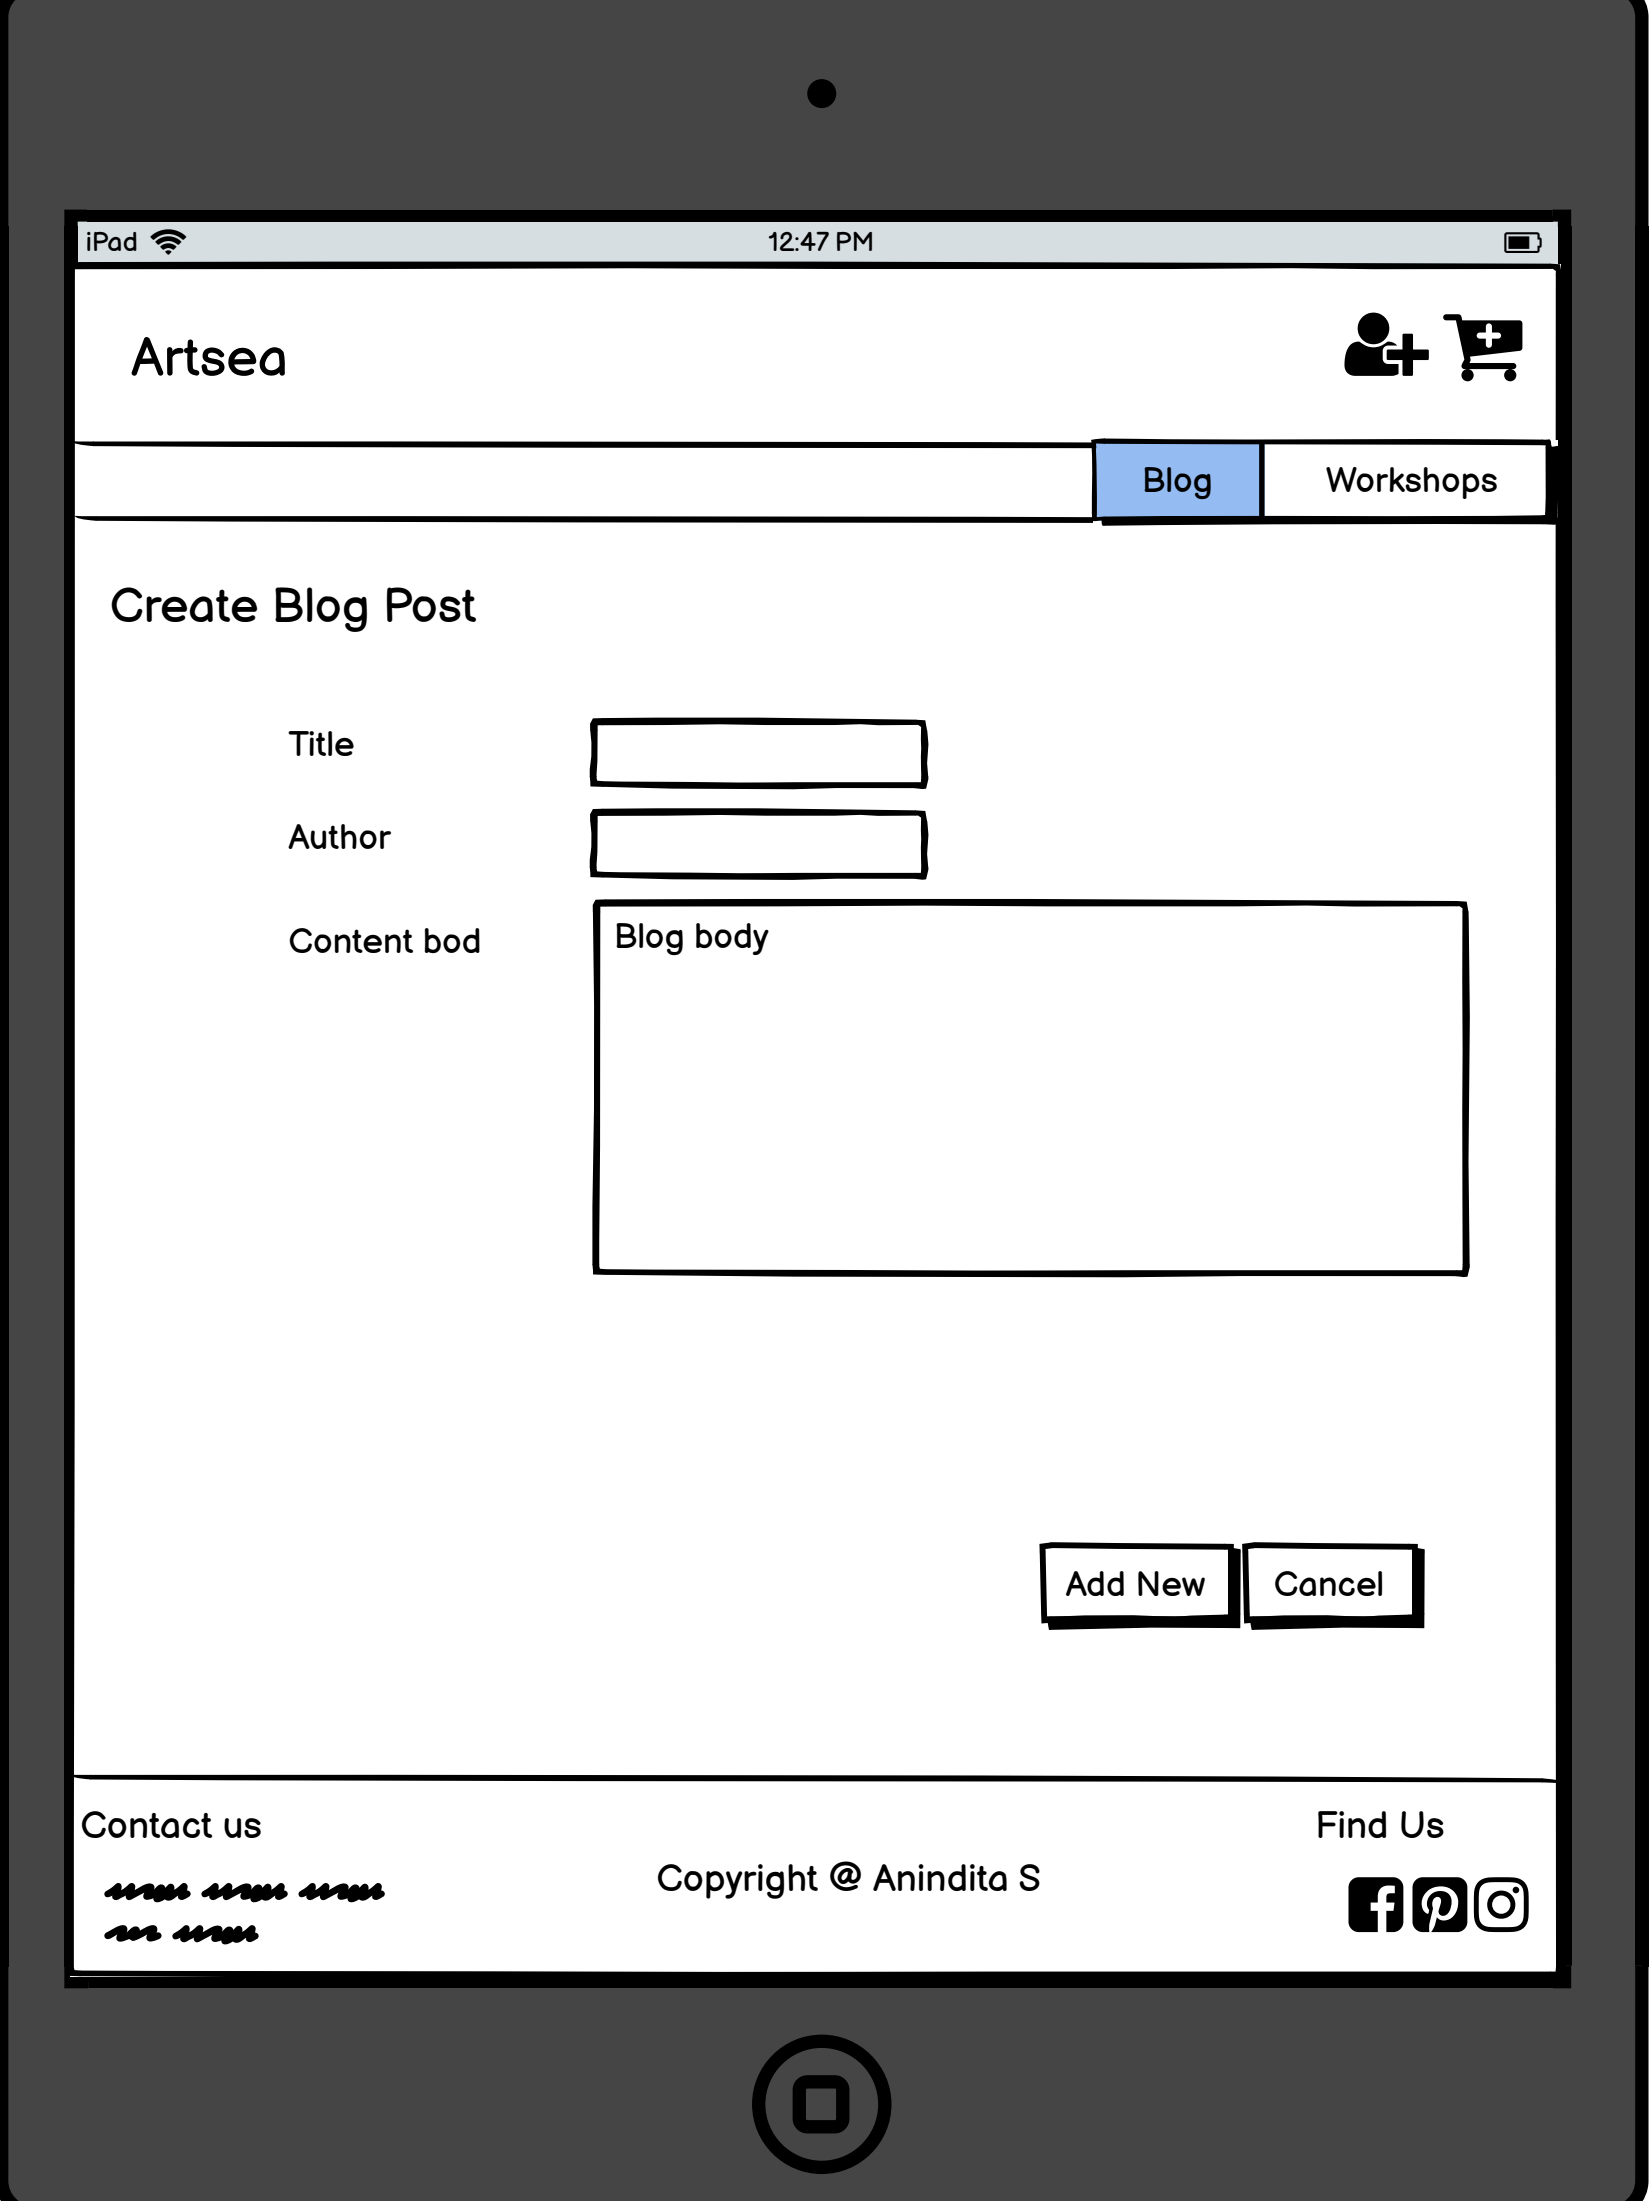 iPad 12:47 PM
Artsea
Blog Workshops
Create Blog Post
Title
Author
Content bod
Blog body
Add New Cancel
Contact us
Find Us
Copyright @ Anindita S